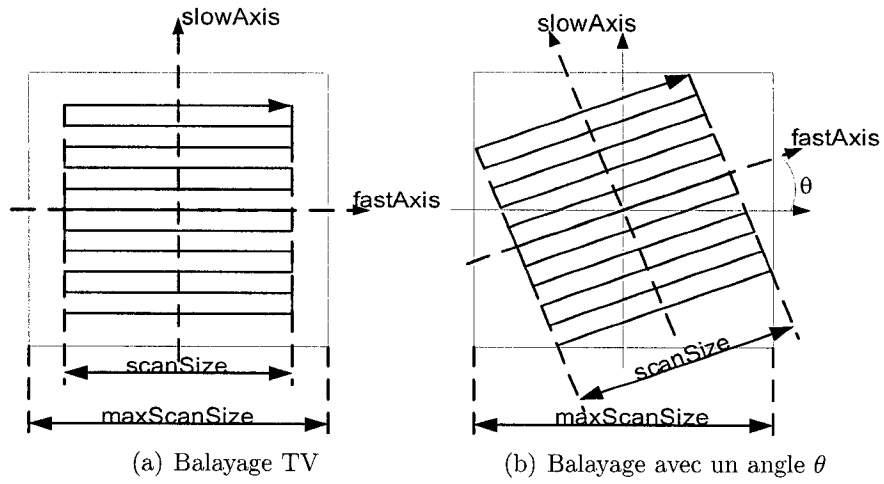 slowAxis
fastAxis
scanSize
maxScanSize
(a) Balayage TV
slowAxis
fastAxis
θ
scanSize
maxScanSize
(b) Balayage avec un angle θ